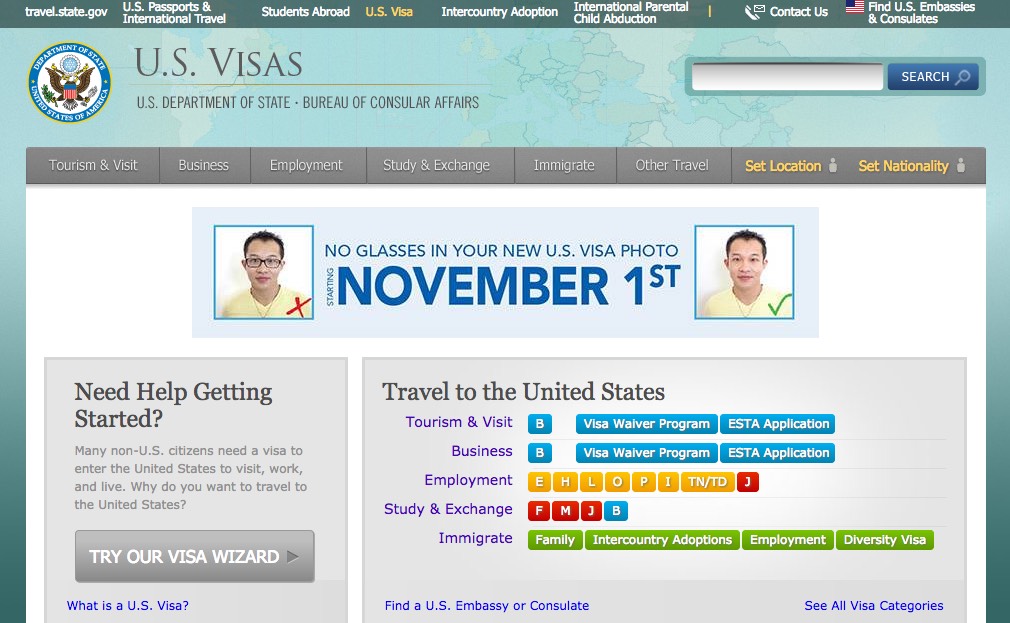 travel.state.gov
U.S. Passports &
International Travel
Students Abroad
U.S. Visa
Intercountry Adoption
International Parental
Child Abduction
|
Contact Us
Find U.S. Embassies
& Consulates
DEPARTMENT OF STATE
UNITED STATES OF AMERICA
U.S. VISAS
U.S. DEPARTMENT OF STATE • BUREAU OF CONSULAR AFFAIRS
SEARCH
Tourism & Visit
Business
Employment
Study & Exchange
Immigrate
Other Travel
Set Location
Set Nationality
NO GLASSES IN YOUR NEW U.S. VISA PHOTO
STARTING
NOVEMBER 1ST
Need Help Getting
Started?
Many non-U.S. citizens need a visa to
enter the United States to visit, work,
and live. Why do you want to travel to
the United States?
TRY OUR VISA WIZARD
What is a U.S. Visa?
Travel to the United States
Tourism & Visit B Visa Waiver Program ESTA Application
Business B Visa Waiver Program ESTA Application
Employment E H L O P I TN/TD J
Study & Exchange F M J B
Immigrate Family Intercountry Adoptions Employment Diversity Visa
Find a U.S. Embassy or Consulate
See All Visa Categories